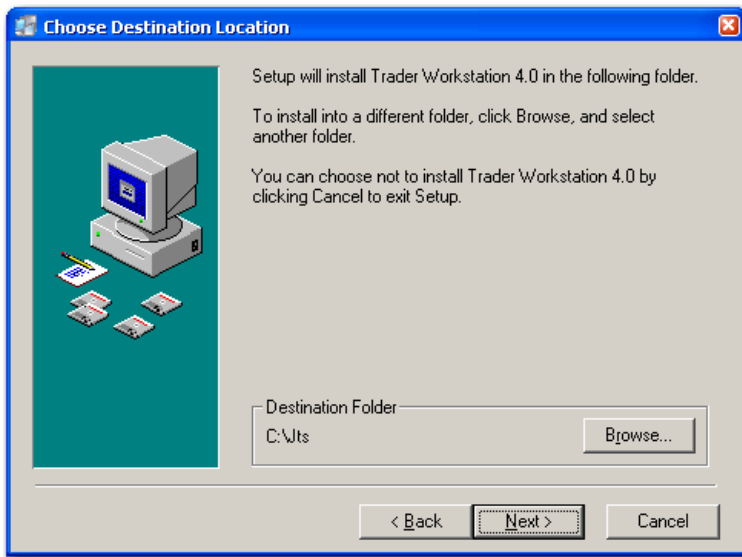 Choose Destination Location
Setup will install Trader Workstation 4.0 in the following folder.
To install into a different folder, click Browse, and select
another folder.
You can choose not to install Trader Workstation 4.0 by
clicking Cancel to exit Setup.
Destination Folder
C:\Jts
Browse...
< Back
Next >
Cancel